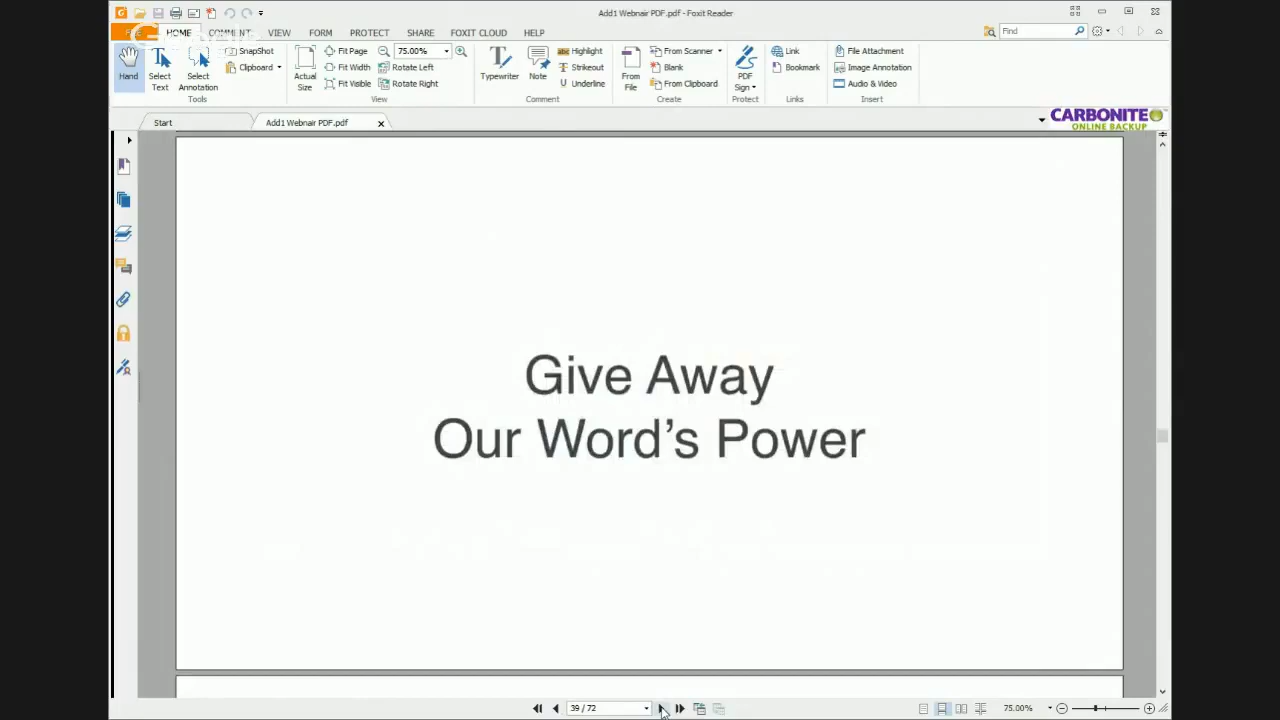 Add1 Webnair PDF.pdf - Foxit Reader
FILE HOME COMMENT VIEW FORM PROTECT SHARE FOXIT CLOUD HELP
Google
Find
Hand
Select Text
Select Annotation
SnapShot
Clipboard
Tools
Actual Size
Fit Page
Fit Width
Fit Visible
75.00%
Rotate Left
Rotate Right
View
Typewriter
Note
Highlight
Strikeout
Underline
Comment
From File
From Scanner
Blank
From Clipboard
Create
PDF Sign
Protect
Link
Bookmark
Links
File Attachment
Image Annotation
Audio & Video
Insert
Start
Add1 Webnair PDF.pdf
CARBONITE
ONLINE BACKUP
Give Away
Our Word’s Power
39 / 72
75.00%